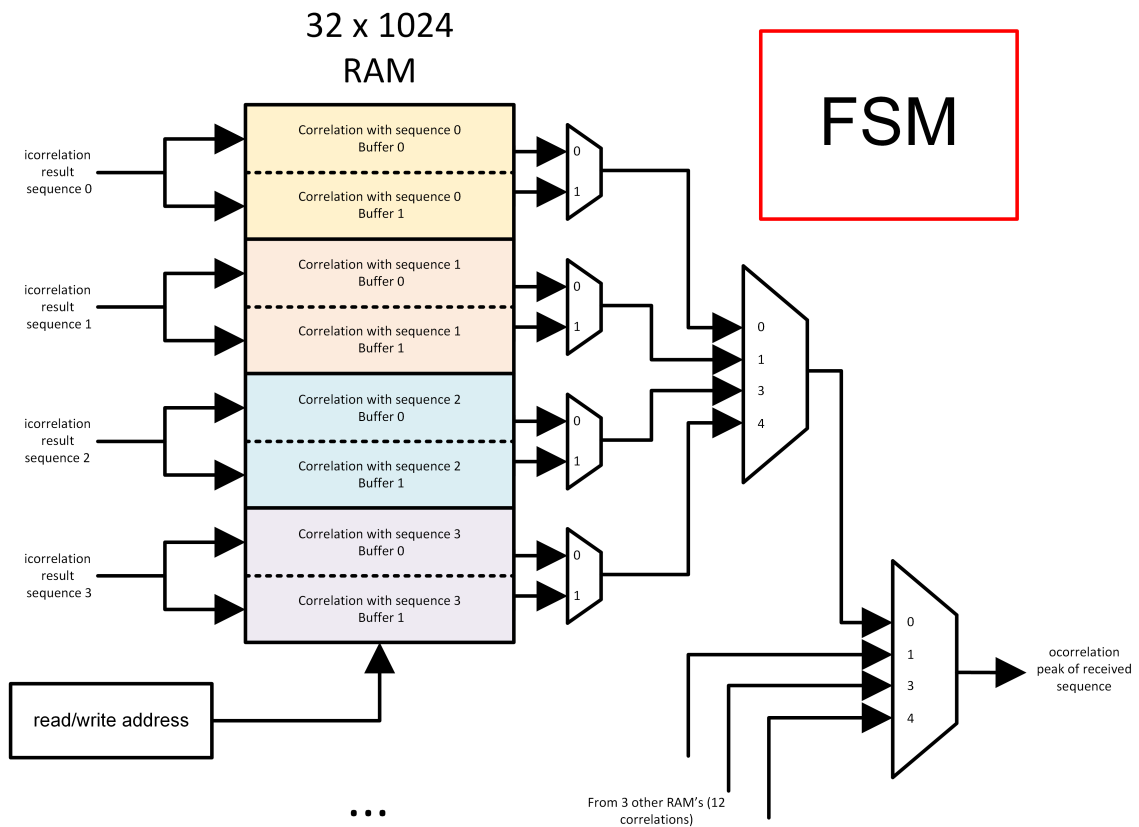 32 x 1024
RAM
FSM
icorrelation
result
sequence 0
Correlation with sequence 0
Buffer 0
Correlation with sequence 0
Buffer 1
0
1
icorrelation
result
sequence 1
Correlation with sequence 1
Buffer 0
Correlation with sequence 1
Buffer 1
0
1
icorrelation
result
sequence 2
Correlation with sequence 2
Buffer 0
Correlation with sequence 2
Buffer 1
0
1
icorrelation
result
sequence 3
Correlation with sequence 3
Buffer 0
Correlation with sequence 3
Buffer 1
0
1
0
1
3
4
0
1
3
4
ocorrelation
peak of received
sequence
read/write address
...
From 3 other RAM's (12
correlations)